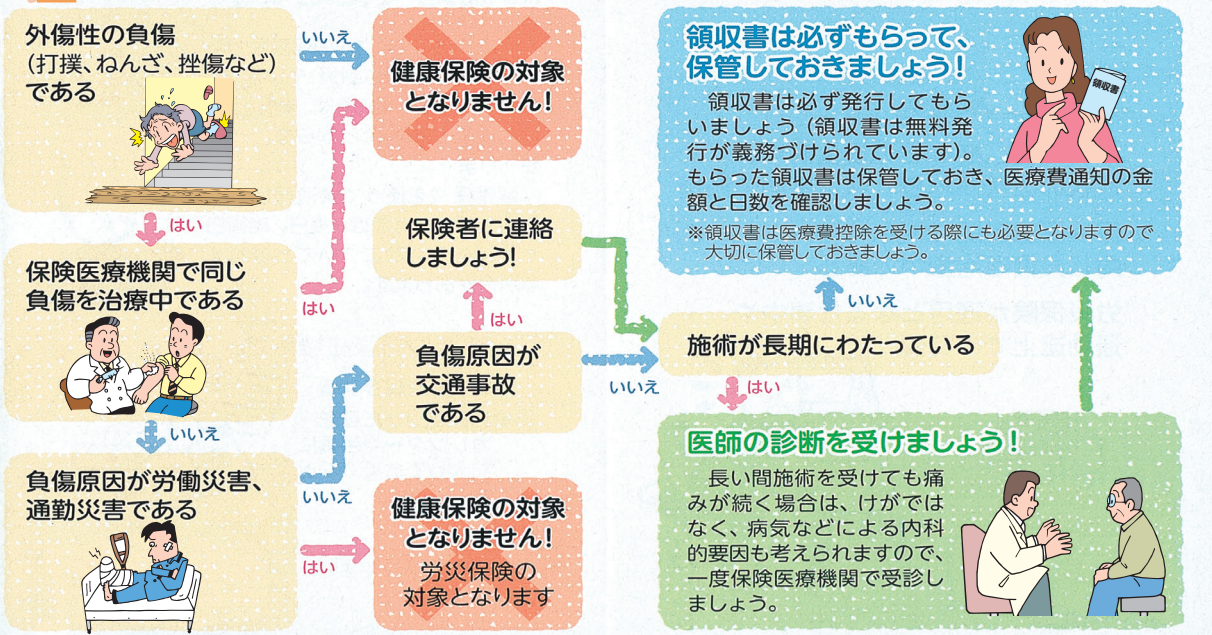 外傷性の負傷
（打撲、ねんざ、挫傷など）
である
いいえ
はい
健康保険の対象
となりません！
保険医療機関で同じ
負傷を治療中である
はい
いいえ
負傷原因が労働災害、
通勤災害である
いいえ
はい
健康保険の対象
となりません！
労災保険の
対象となります
保険者に連絡
しましょう！
はい
負傷原因が
交通事故
である
いいえ
施術が長期にわたっている
いいえ
はい
領収書は必ずもらって、
保管しておきましょう！
領収書
領収書は必ず発行してもら
いましょう（領収書は無料発
行が義務づけられています）。
もらった領収書は保管しておき、医療費通知の金
額と日数を確認しましょう。
※領収書は医療費控除を受ける際にも必要となりますので
大切に保管しておきましょう。
医師の診断を受けましょう！
長い間施術を受けても痛
みが続く場合は、けがでは
なく、病気などによる内科
的要因も考えられますので、
一度保険医療機関で受診し
ましょう。